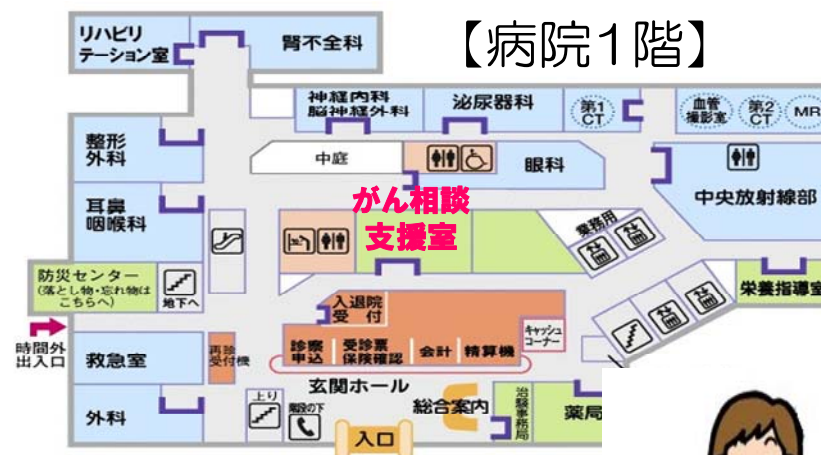 【病院1階】
リハビリ
テーション室
腎不全科
神経内科
脳神経外科
泌尿器科
第1
CT
血管
撮影室
第2
CT
MR
整形
外科
中庭
眼科
中央放射線部
耳鼻
咽喉科
がん相談
支援室
業務用
防災センター
(落とし物・忘れ物は
こちらへ)
地下へ
栄養指導室
入退院
受付
時間外
出入口
救急室
再診
受付機
診察
申込
受診票
保険確認
会計
精算機
キャッシュ
コーナー
玄関ホール
外科
上り
階段の下
総合案内
治験事務局
薬局
入口